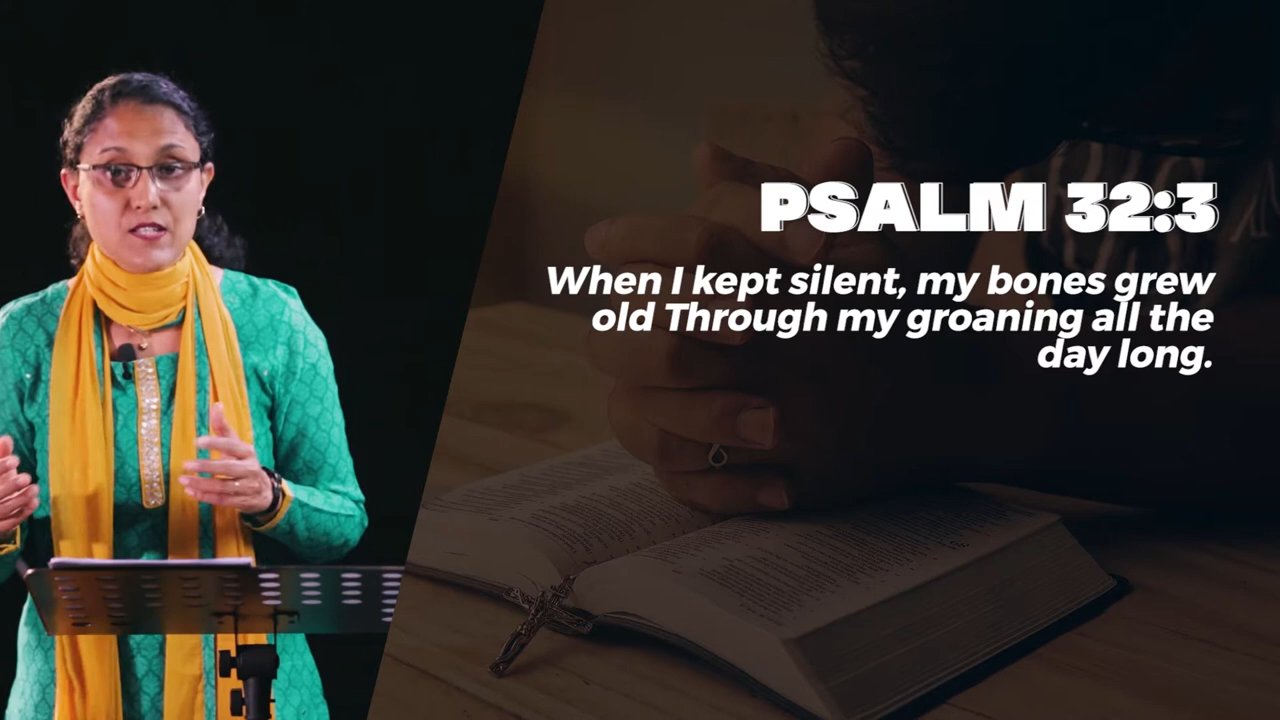 PSALM 32:3
When I kept silent, my bones grew
old Through my groaning all the
day long.